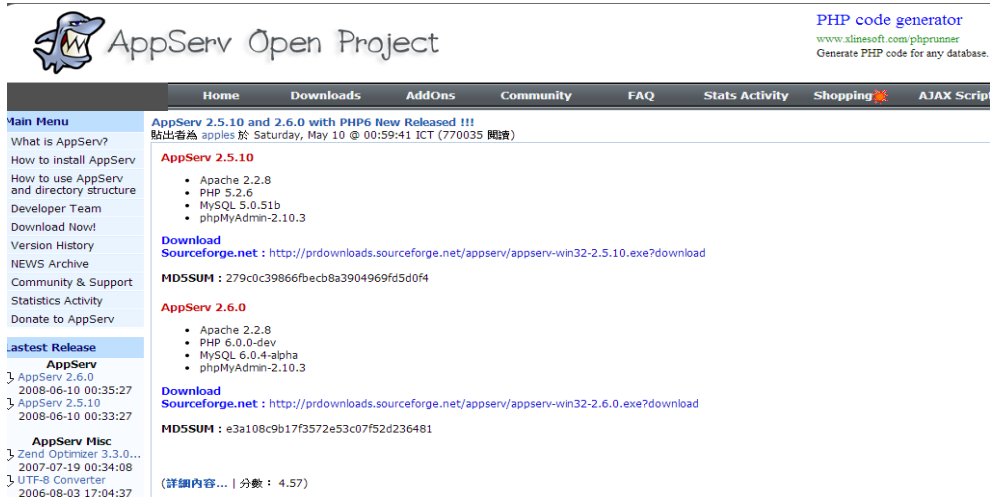 AppServ Open Project
PHP code generator
www.xlinesoft.com/phprunner
Generate PHP code for any database.
Home Downloads AddOns Community FAQ Stats Activity Shopping AJAX Script
Main Menu
What is AppServ?
How to install AppServ
How to use AppServ
and directory structure
Developer Team
Download Now!
Version History
NEWS Archive
Community & Support
Statistics Activity
Donate to AppServ
Lastest Release
AppServ
AppServ 2.6.0
2008-06-10 00:35:27
AppServ 2.5.10
2008-06-10 00:33:27
AppServ Misc
Zend Optimizer 3.3.0...
2007-07-19 00:34:08
UTF-8 Converter
2006-08-03 17:04:37
AppServ 2.5.10 and 2.6.0 with PHP6 New Released !!!
貼出者為 apples 於 Saturday, May 10 @ 00:59:41 ICT (770035 閱讀)
AppServ 2.5.10
• Apache 2.2.8
• PHP 5.2.6
• MySQL 5.0.51b
• phpMyAdmin-2.10.3
Download
Sourceforge.net : http://prdownloads.sourceforge.net/appserv/appserv-win32-2.5.10.exe?download
MD5SUM : 279c0c39866fbecb8a3904969fd5d0f4
AppServ 2.6.0
• Apache 2.2.8
• PHP 6.0.0-dev
• MySQL 6.0.4-alpha
• phpMyAdmin-2.10.3
Download
Sourceforge.net : http://prdownloads.sourceforge.net/appserv/appserv-win32-2.6.0.exe?download
MD5SUM : e3a108c9b17f3572e53c07f52d236481
(詳細內容... | 分數： 4.57)